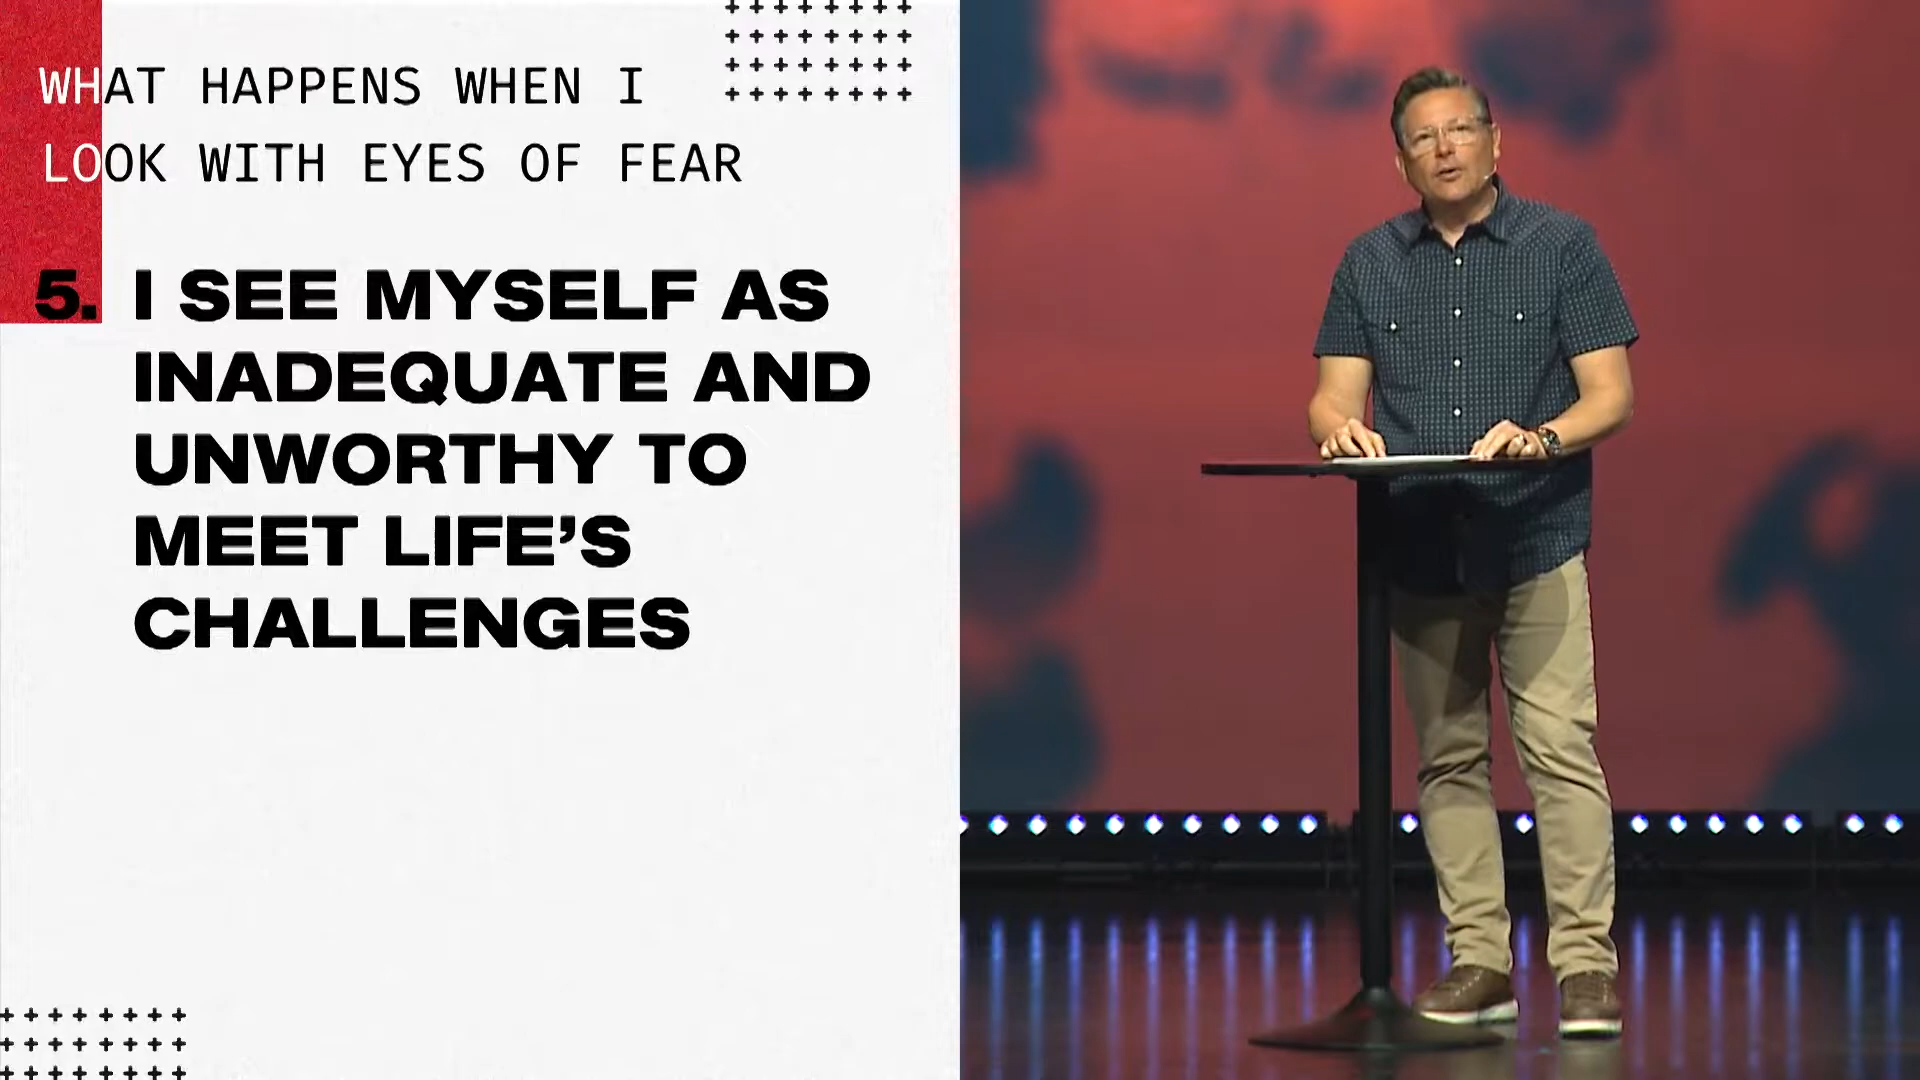 WHAT HAPPENS WHEN I
LOOK WITH EYES OF FEAR
5. I SEE MYSELF AS
INADEQUATE AND
UNWORTHY TO
MEET LIFE’S
CHALLENGES